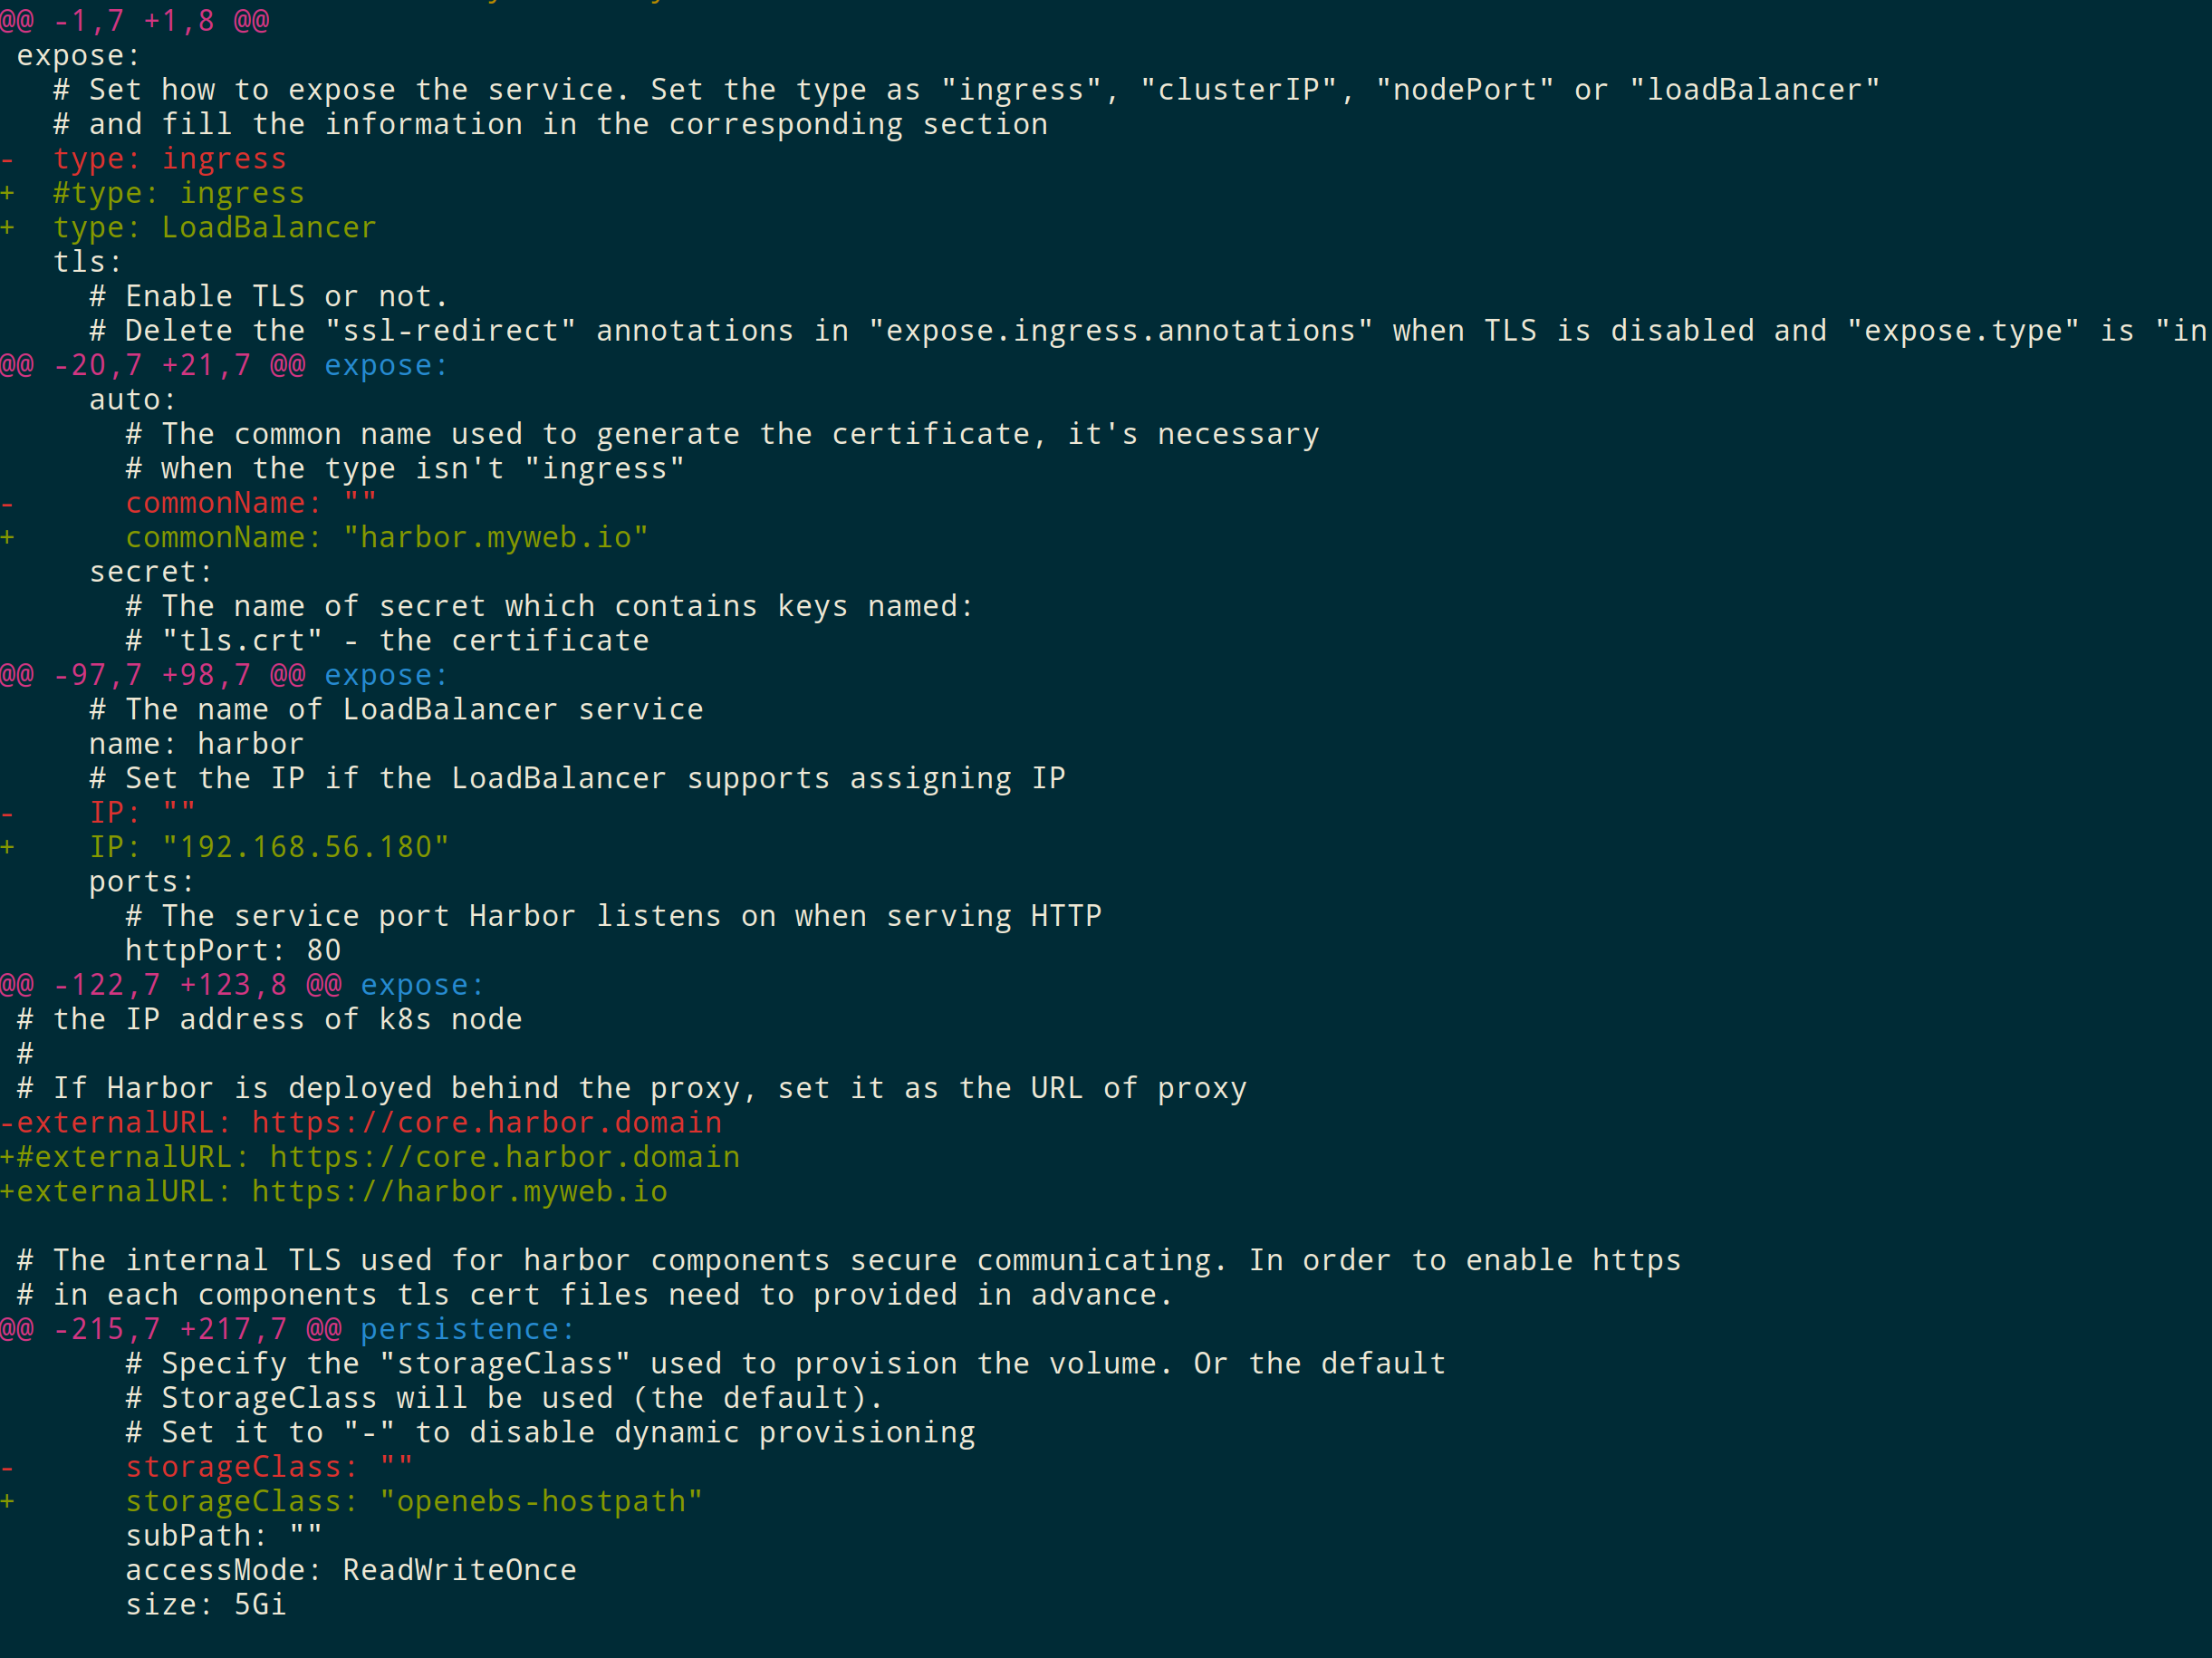 @@ -1,7 +1,8 @@
 expose:
   # Set how to expose the service. Set the type as "ingress", "clusterIP", "nodePort" or "loadBalancer"
   # and fill the information in the corresponding section
-  type: ingress
+  #type: ingress
+  type: LoadBalancer
   tls:
     # Enable TLS or not.
     # Delete the "ssl-redirect" annotations in "expose.ingress.annotations" when TLS is disabled and "expose.type" is "in
@@ -20,7 +21,7 @@ expose:
     auto:
       # The common name used to generate the certificate, it's necessary
       # when the type isn't "ingress"
-      commonName: ""
+      commonName: "harbor.myweb.io"
     secret:
       # The name of secret which contains keys named:
       # "tls.crt" - the certificate
@@ -97,7 +98,7 @@ expose:
     # The name of LoadBalancer service
     name: harbor
     # Set the IP if the LoadBalancer supports assigning IP
-    IP: ""
+    IP: "192.168.56.180"
     ports:
       # The service port Harbor listens on when serving HTTP
       httpPort: 80
@@ -122,7 +123,8 @@ expose:
 # the IP address of k8s node
 #
 # If Harbor is deployed behind the proxy, set it as the URL of proxy
-externalURL: https://core.harbor.domain
+#externalURL: https://core.harbor.domain
+externalURL: https://harbor.myweb.io

 # The internal TLS used for harbor components secure communicating. In order to enable https
 # in each components tls cert files need to provided in advance.
@@ -215,7 +217,7 @@ persistence:
       # Specify the "storageClass" used to provision the volume. Or the default
       # StorageClass will be used (the default).
       # Set it to "-" to disable dynamic provisioning
-      storageClass: ""
+      storageClass: "openebs-hostpath"
       subPath: ""
       accessMode: ReadWriteOnce
       size: 5Gi